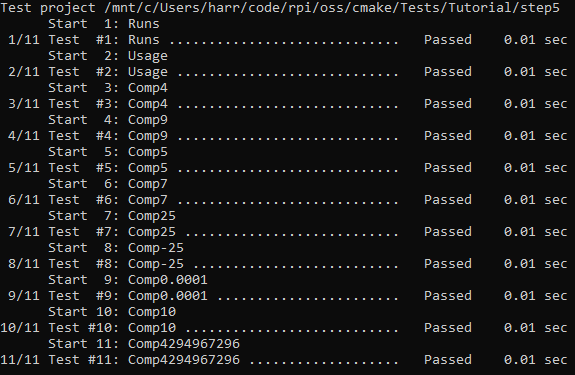 Test project /mnt/c/Users/harr/code/rpi/oss/cmake/Tests/Tutorial/step5
      Start  1: Runs
 1/11 Test  #1: Runs .............................   Passed    0.01 sec
      Start  2: Usage
 2/11 Test  #2: Usage ............................   Passed    0.01 sec
      Start  3: Comp4
 3/11 Test  #3: Comp4 ............................   Passed    0.01 sec
      Start  4: Comp9
 4/11 Test  #4: Comp9 ............................   Passed    0.01 sec
      Start  5: Comp5
 5/11 Test  #5: Comp5 ............................   Passed    0.01 sec
      Start  6: Comp7
 6/11 Test  #6: Comp7 ............................   Passed    0.01 sec
      Start  7: Comp25
 7/11 Test  #7: Comp25 ...........................   Passed    0.01 sec
      Start  8: Comp-25
 8/11 Test  #8: Comp-25 ..........................   Passed    0.01 sec
      Start  9: Comp0.0001
 9/11 Test  #9: Comp0.0001 .......................   Passed    0.01 sec
      Start 10: Comp10
10/11 Test #10: Comp10 ...........................   Passed    0.01 sec
      Start 11: Comp4294967296
11/11 Test #11: Comp4294967296 ...................   Passed    0.01 sec